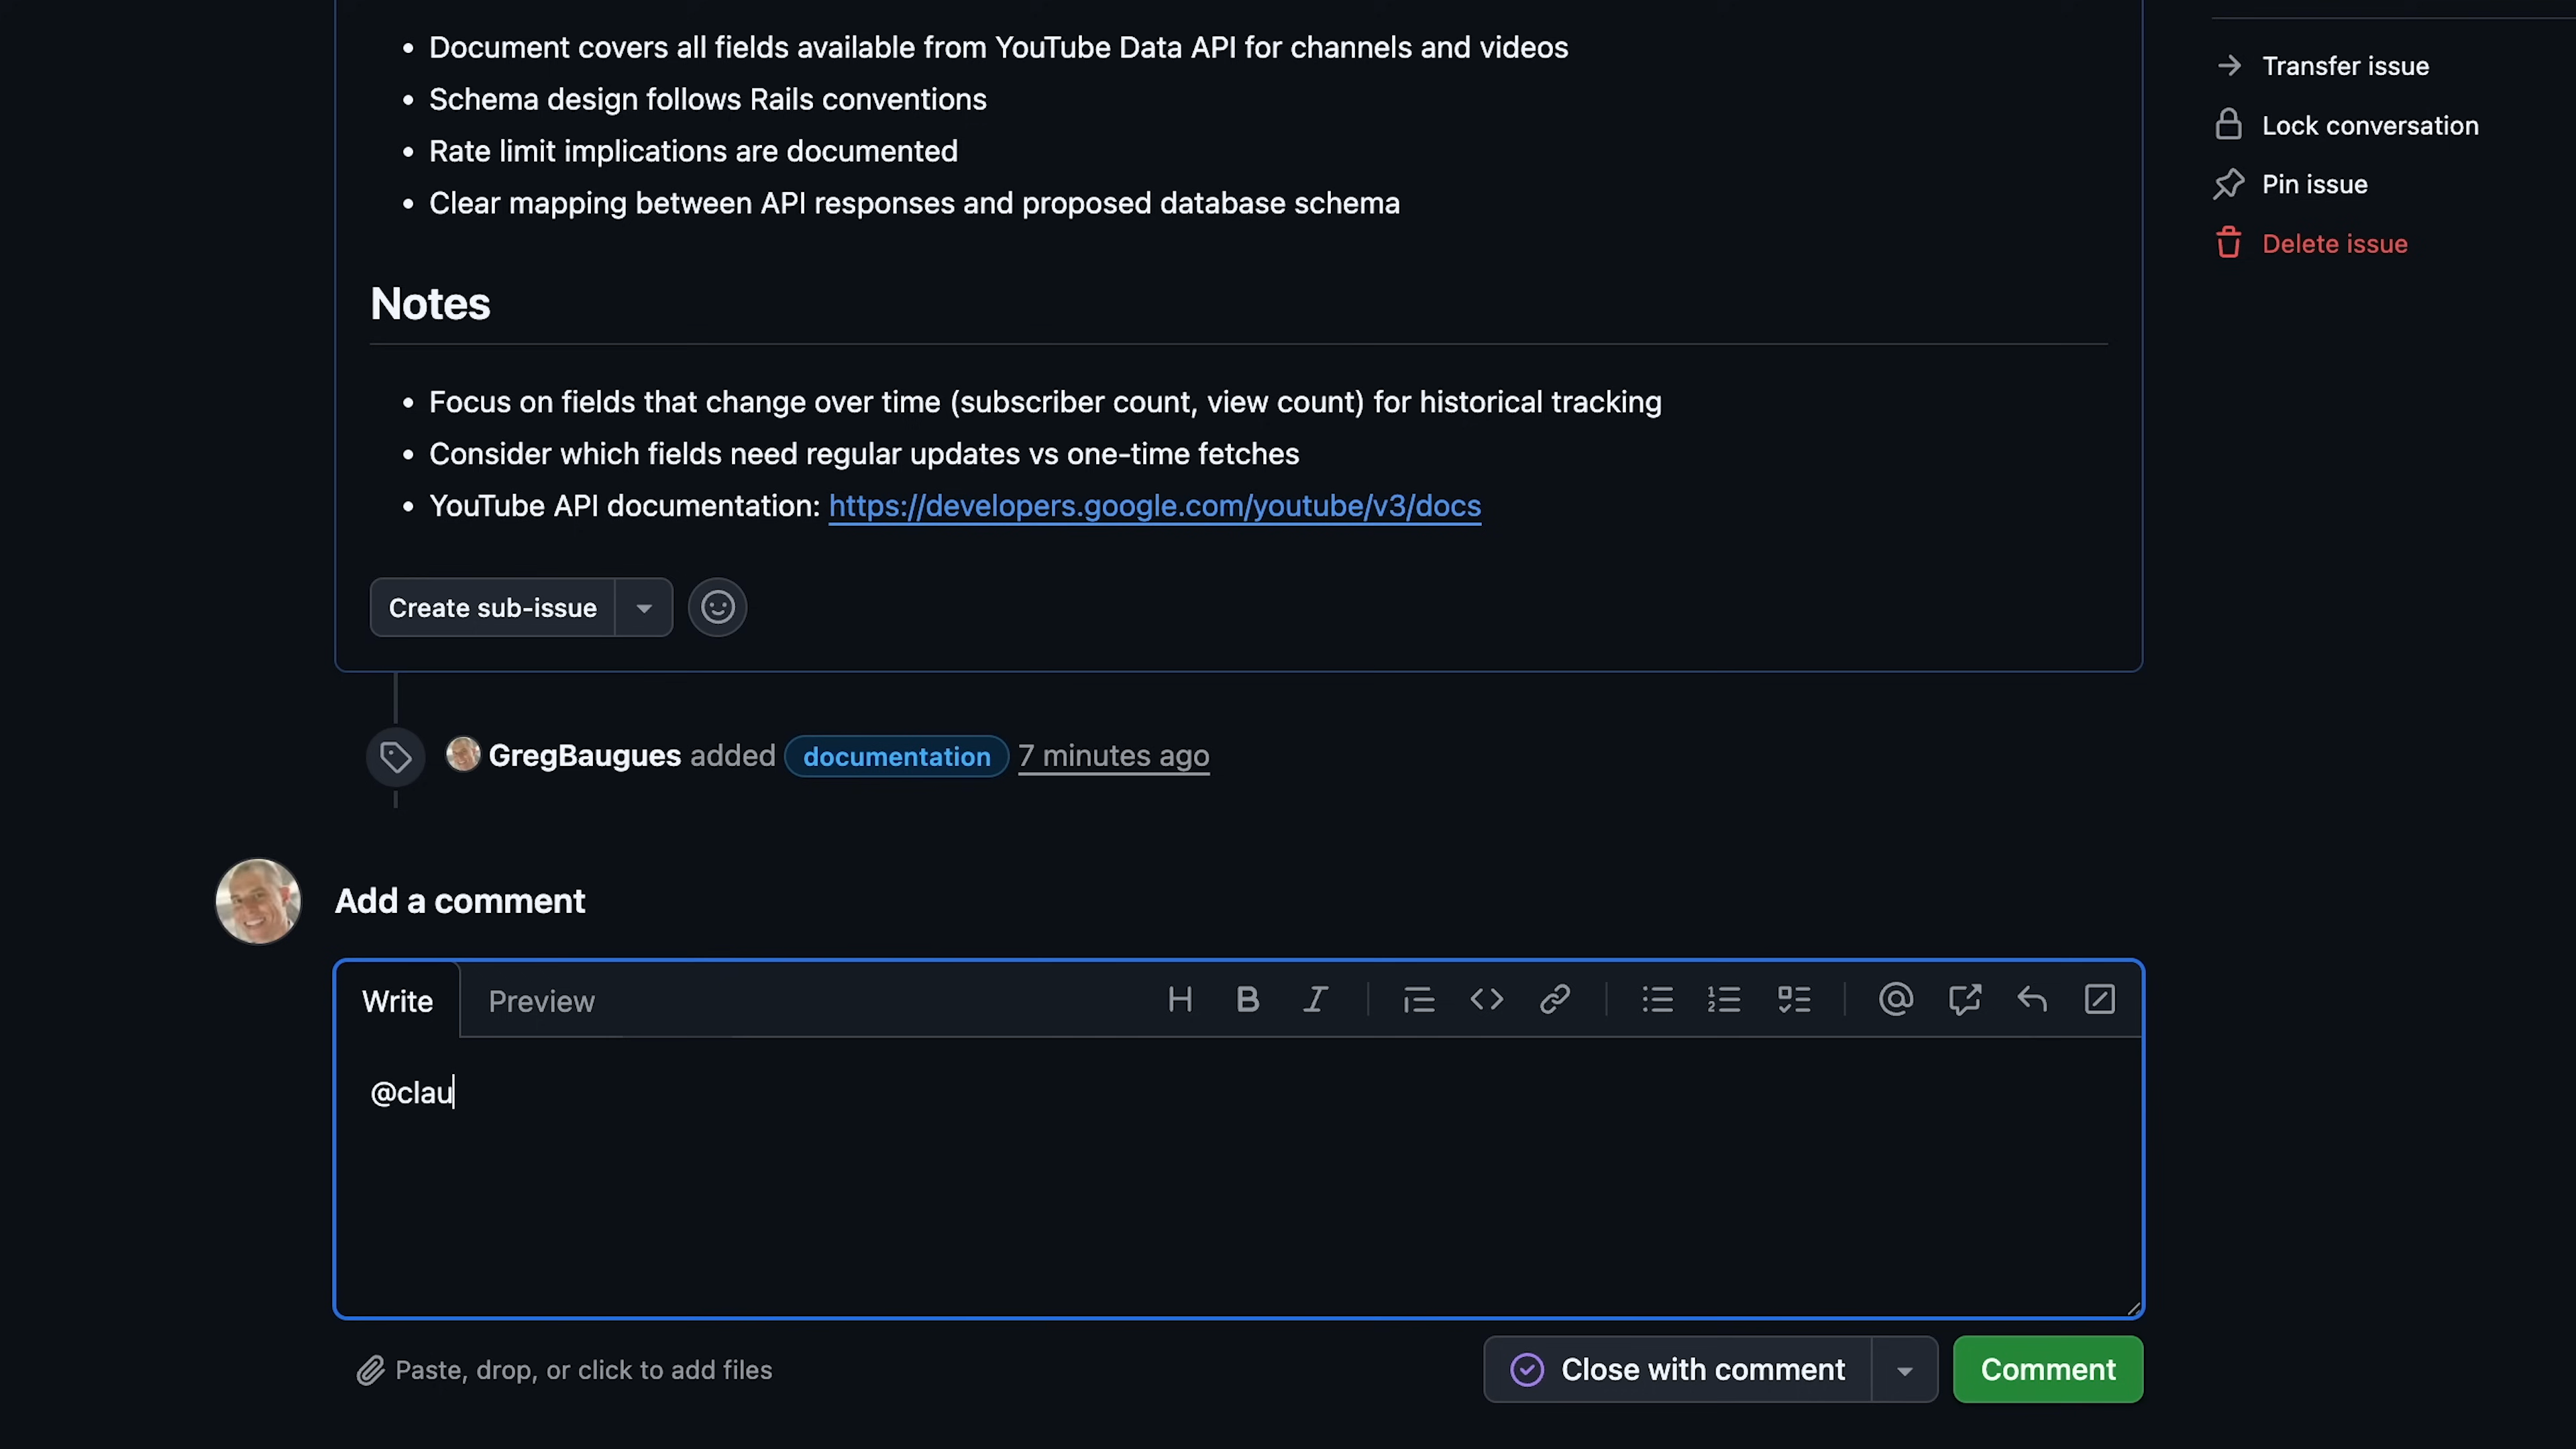 Document covers all fields available from YouTube Data API for channels and videos
Schema design follows Rails conventions
Rate limit implications are documented
Clear mapping between API responses and proposed database schema
Notes
Focus on fields that change over time (subscriber count, view count) for historical tracking
Consider which fields need regular updates vs one-time fetches
YouTube API documentation: https://developers.google.com/youtube/v3/docs
Create sub-issue
GregBaugues added documentation 7 minutes ago
Add a comment
Write Preview
@clau
Paste, drop, or click to add files
Close with comment
Comment
Transfer issue
Lock conversation
Pin issue
Delete issue